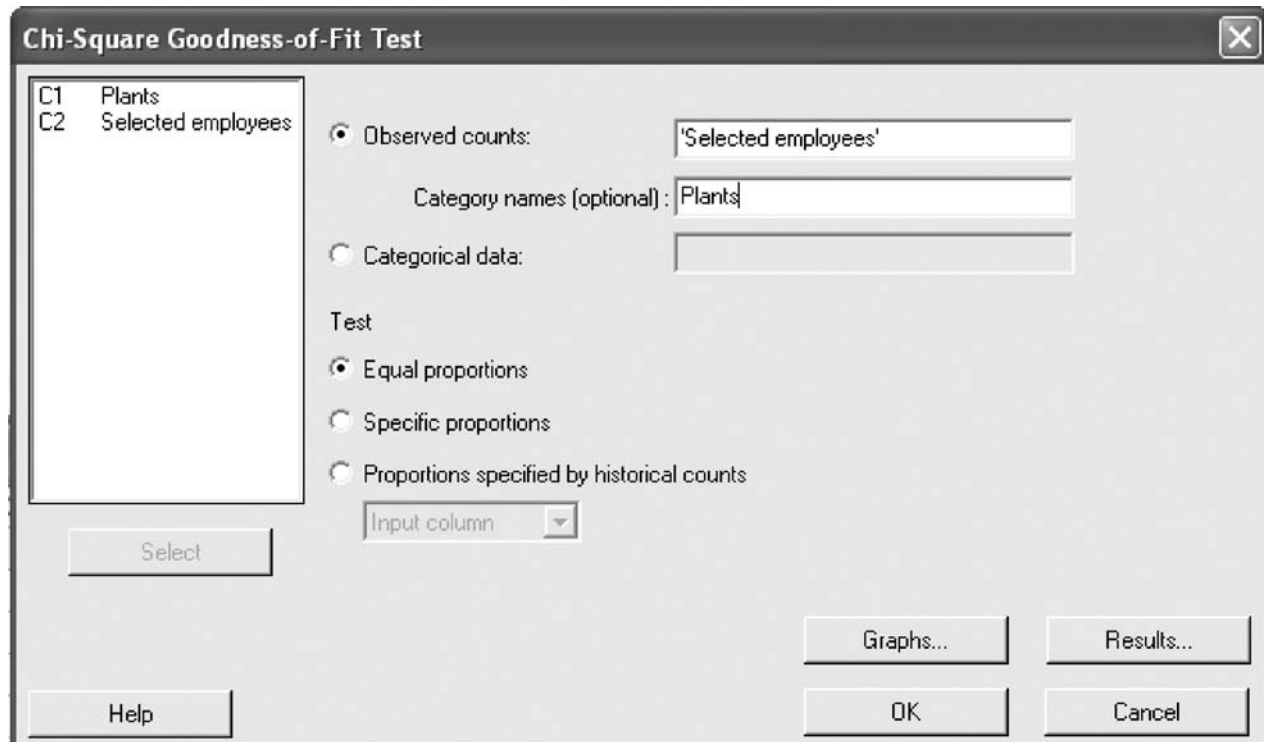 Chi-Square Goodness-of-Fit Test
C1 Plants
C2 Selected employees
Observed counts: 'Selected employees'
Category names (optional) : Plants
Categorical data:
Test
Equal proportions
Specific proportions
Proportions specified by historical counts
Input column
Select
Graphs... Results...
Help OK Cancel